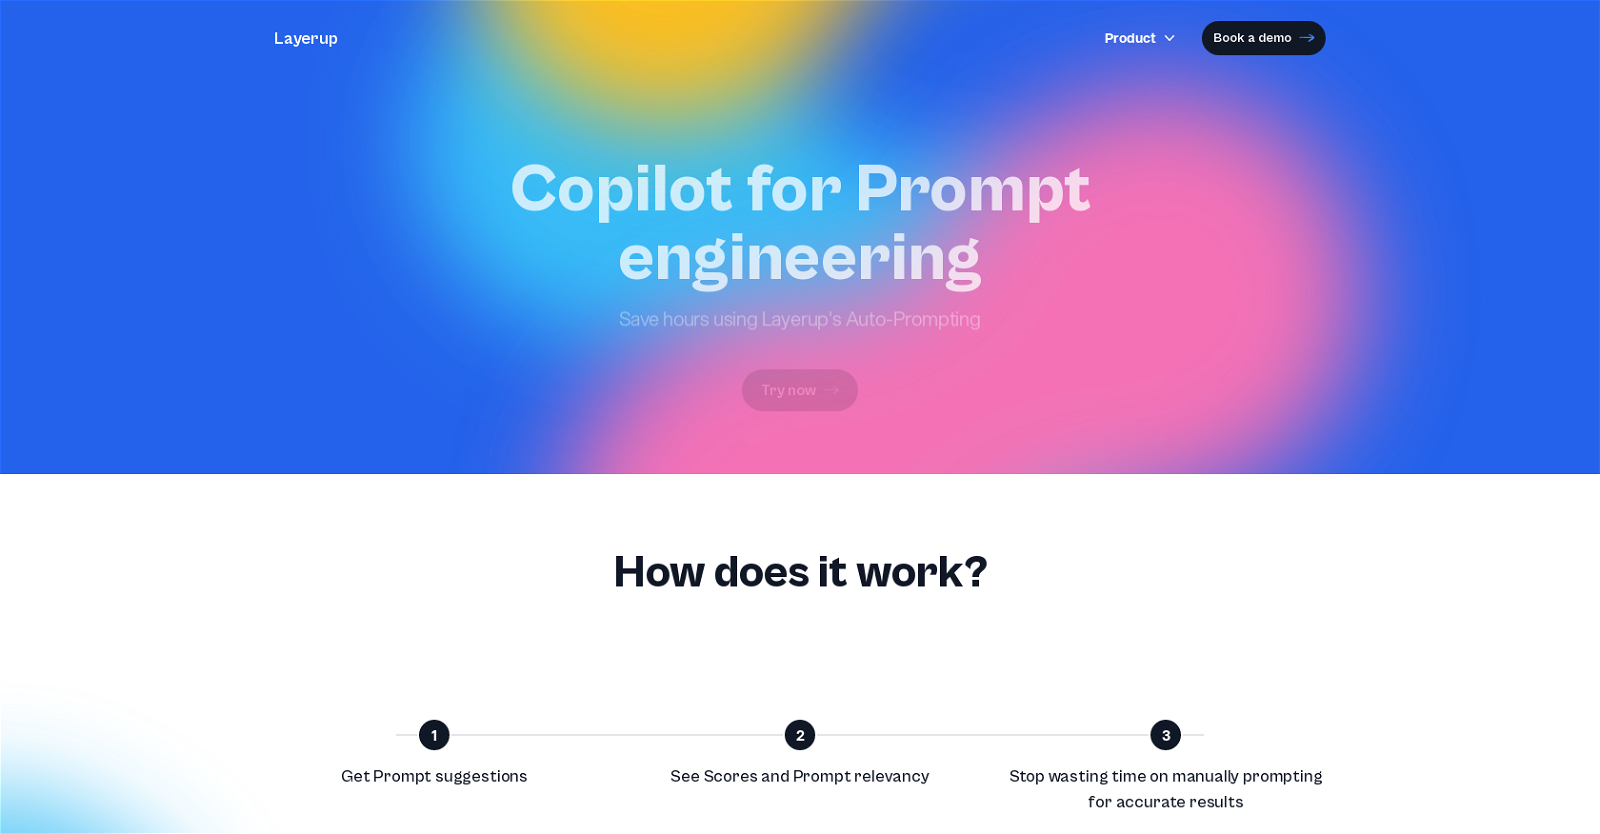 Layerup
Product
Book a demo
Copilot for Prompt
engineering
Save hours using Layerup's Auto-Prompting
Try now
How does it work?
1
2
3
Get Prompt suggestions
See Scores and Prompt relevancy
Stop wasting time on manually prompting
for accurate results